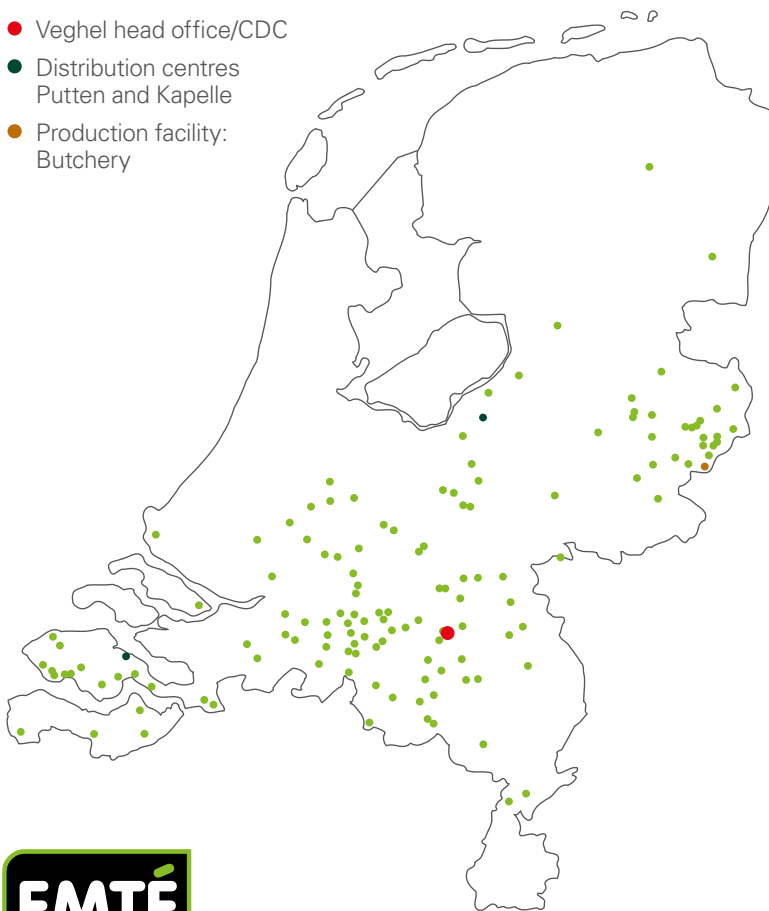 Veghel head office/CDC
Distribution centres
Putten and Kapelle
Production facility:
Butchery
EMTÉ